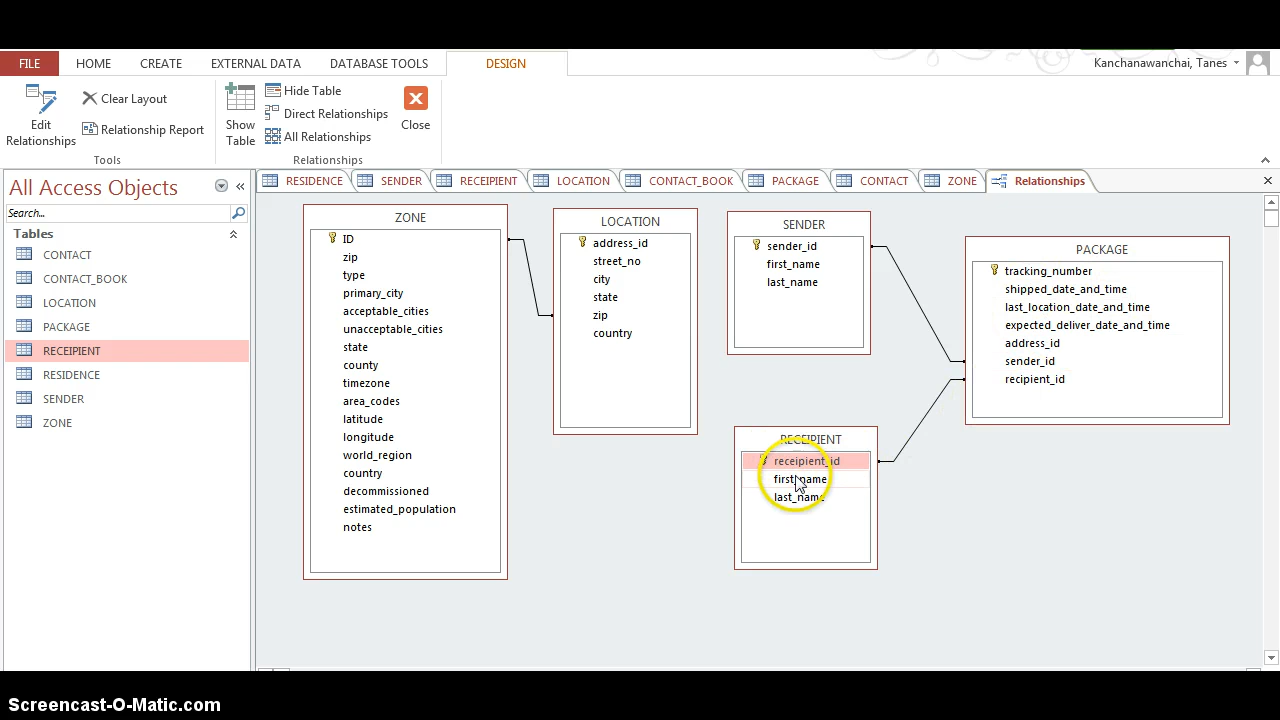 FILE HOME CREATE EXTERNAL DATA DATABASE TOOLS DESIGN Kanchanawanchai, Tanes
Edit Relationships
Clear Layout
Relationship Report
Tools
Show Table
Hide Table
Direct Relationships
All Relationships
Close
Relationships
All Access Objects
Search...
Tables
CONTACT
CONTACT_BOOK
LOCATION
PACKAGE
RECEIPIENT
RESIDENCE
SENDER
ZONE
RESIDENCE SENDER RECEIPIENT LOCATION CONTACT_BOOK PACKAGE CONTACT ZONE Relationships
ZONE
ID
zip
type
primary_city
acceptable_cities
unacceptable_cities
state
county
timezone
area_codes
latitude
longitude
world_region
country
decommissioned
estimated_population
notes
LOCATION
address_id
street_no
city
state
zip
country
SENDER
sender_id
first_name
last_name
RECEIPIENT
receipient_id
first_name
last_name
PACKAGE
tracking_number
shipped_date_and_time
last_location_date_and_time
expected_deliver_date_and_time
address_id
sender_id
recipient_id
Screencast-O-Matic.com